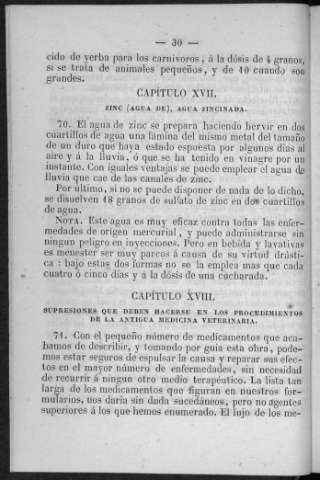 — 30 —
cido de yerba para los carnívoros, á la dósis de 4 granos,
si se trata de animales pequeños, y de 10 cuando son
grandes.
CAPÍTULO XVII.
ZINC (AGUA DE), AGUA ZINCINADA.
70. El agua de zinc se prepara haciendo hervir en dos
cuartillos de agua una lámina del mismo metal del tamaño
de un duro que haya estado espuesta por algunos dias al
aire y á la lluvia, ó que se ha tenido en vinagre por un
instante. Con iguales ventajas se puede emplear el agua de
lluvia que cae de las canales de zinc.
Por ultimo, si no se puede disponer de nada de lo dicho,
se disuelven 18 granos de sulfato de zinc en dos cuartillos
de agua.
NOTA. Este agua es muy eficaz contra todas las enfer-
medades de origen mercurial, y puede administrarse sin
ningun peligro en inyecciones. Pero en bebida y lavativas
es menester ser muy parcos á causa de su virtud drásti-
ca: bajo estas dos formas no se la emplea mas que cada
cuatro ó cinco dias y á la dósis de una cucharada.
CAPÍTULO XVIII.
SUPRESIONES QUE DEBEN HACERSE EN LOS PROCEDIMIENTOS
DE LA ANTIGUA MEDICINA VETERINARIA.
71. Con el pequeño número de medicamentos que aca-
bamos de describir, y tomando por guia esta obra, pode-
mos estar seguros de espulsar la causa y reparar sus efec-
tos en el mayor número de enfermedades, sin necesidad
de recurrir á ningun otro medio terapéutico. La lista tan
larga de los medicamentos que figuran en nuestros for-
mularios, nos daria sin duda sucedáneos, pero no agentes
superiores á los que hemos enumerado. El lujo de los me-